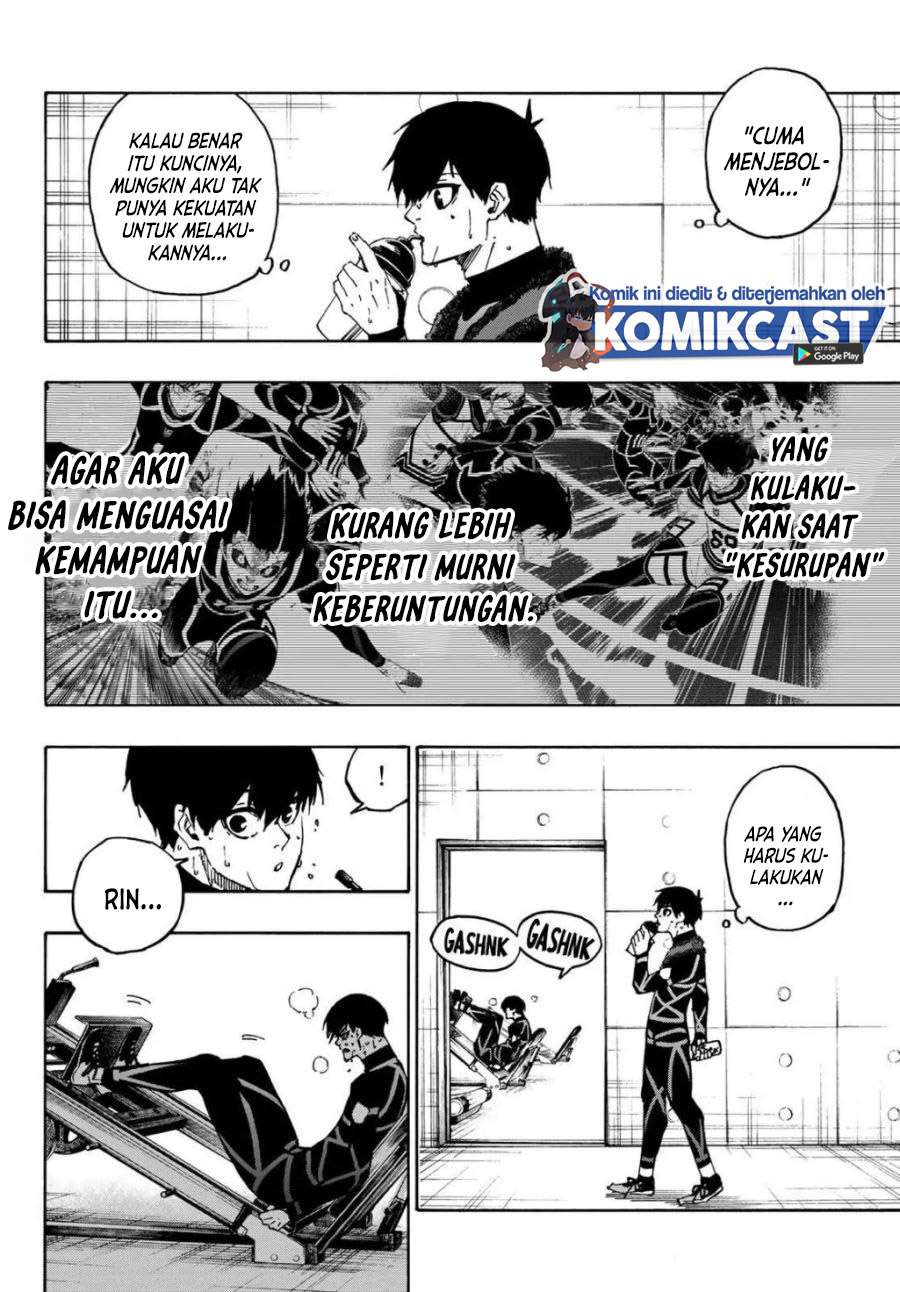 "CUMA
MENJEBOL-
NYA..."
KALAU BENAR
ITU KUNCINYA,
MUNGKIN AKU TAK
PUNYA KEKUATAN
UNTUK MELAKU-
KANNYA...
Komik ini diedit & diterjemahkan oleh
KOMIKCAST
GET IT ON
Google Play
YANG
KULAKU-
KAN SAAT
"KESURUPAN"
KURANG LEBIH
SEPERTI MURNI
KEBERUNTUNGAN.
AGAR AKU
BISA MENGUASAI
KEMAMPUAN
ITU...
APA YANG
HARUS KU-
LAKUKAN
...
GASHNK
GASHNK
!
RIN...